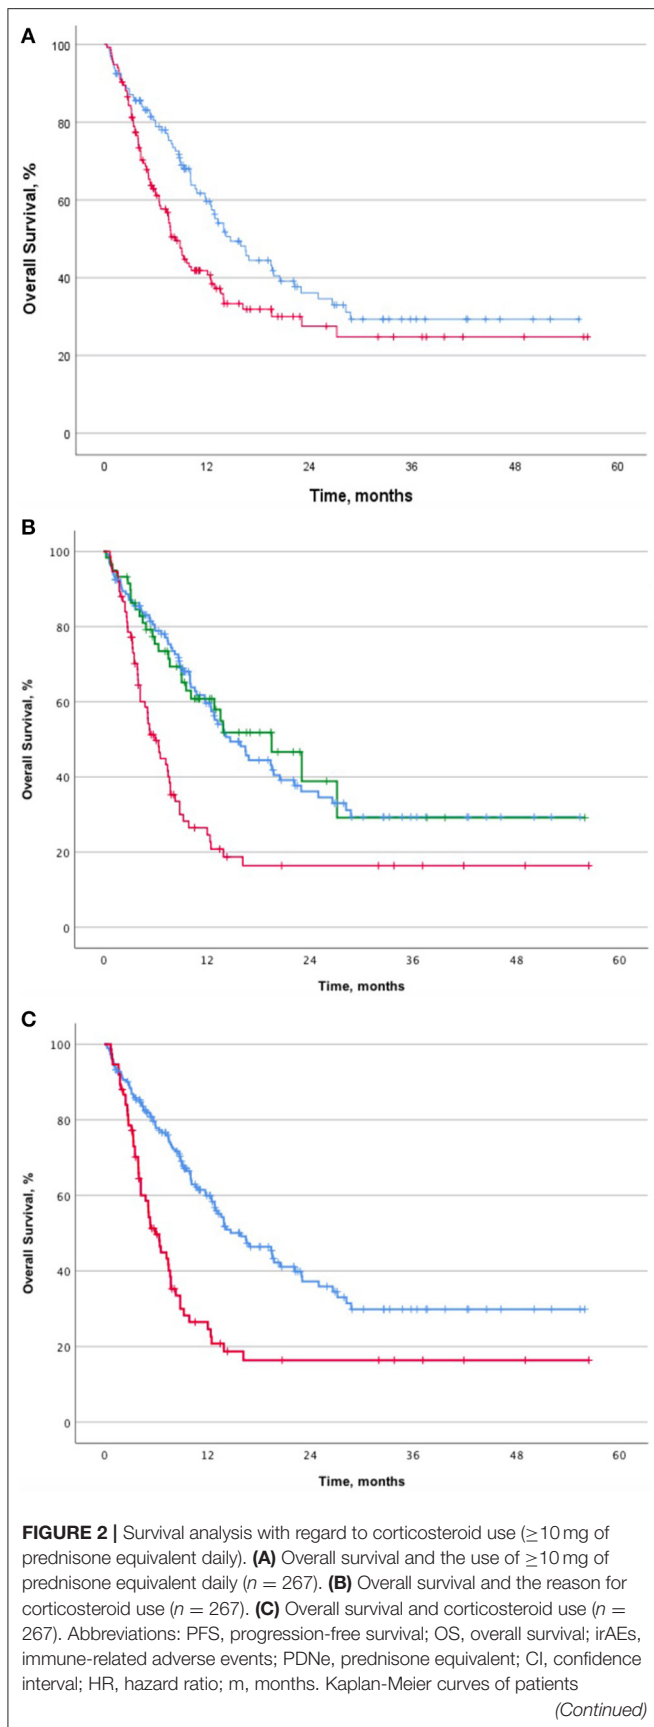 A
100
80
60
40
20
0
Overall Survival, %
0 12 24 36 48 60
Time, months
B
100
80
60
40
20
0
Overall Survival, %
0 12 24 36 48 60
Time, months
C
100
80
60
40
20
0
Overall Survival, %
0 12 24 36 48 60
Time, months
FIGURE 2 | Survival analysis with regard to corticosteroid use (≥10 mg of
prednisone equivalent daily). (A) Overall survival and the use of ≥10 mg of
prednisone equivalent daily (n = 267). (B) Overall survival and the reason for
corticosteroid use (n = 267). (C) Overall survival and corticosteroid use (n =
267). Abbreviations: PFS, progression-free survival; OS, overall survival; irAEs,
immune-related adverse events; PDNe, prednisone equivalent; CI, confidence
interval; HR, hazard ratio; m, months. Kaplan-Meier curves of patients
(Continued)